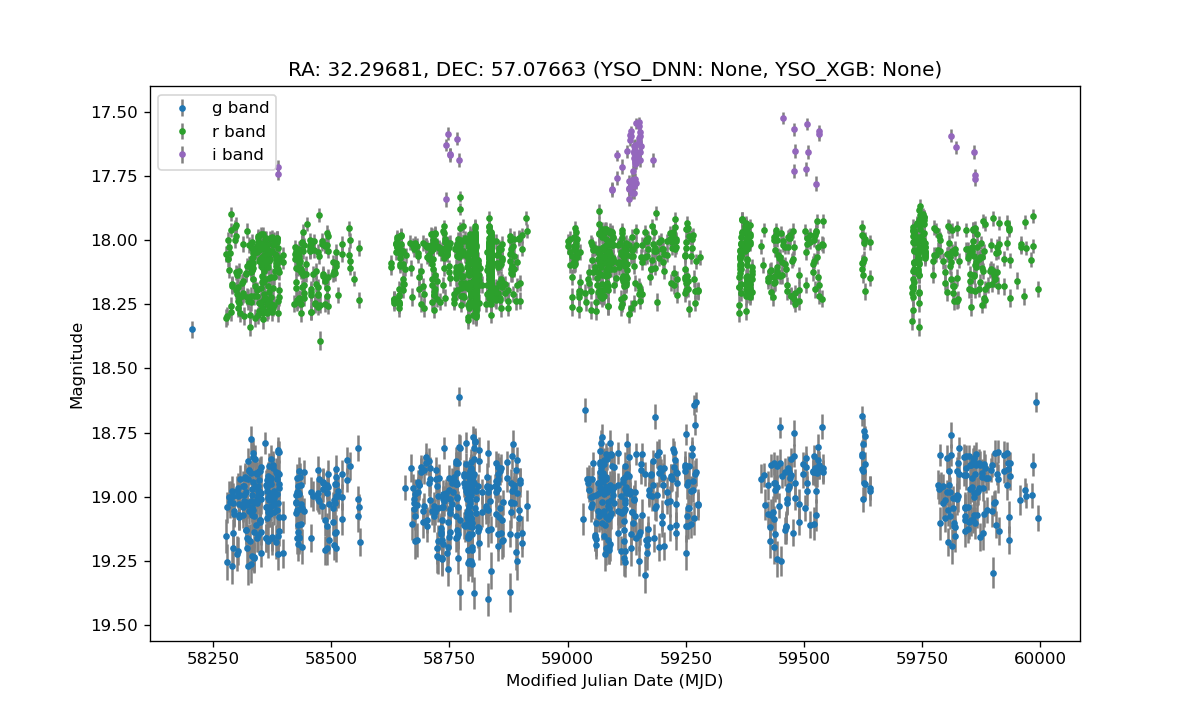 RA: 32.29681, DEC: 57.07663 (YSO_DNN: None, YSO_XGB: None)
g band
r band
i band
17.50
17.75
18.00
18.25
18.50
18.75
19.00
19.25
19.50
Magnitude
58250 58500 58750 59000 59250 59500 59750 60000
Modified Julian Date (MJD)